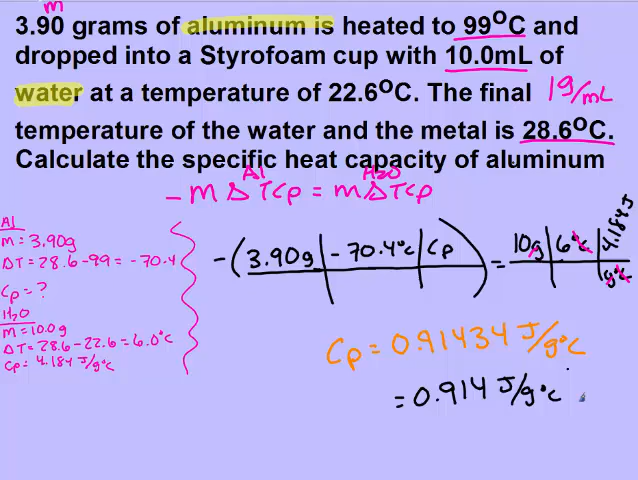 m
3.90 grams of aluminum is heated to 99°C and
dropped into a Styrofoam cup with 10.0mL of
water at a temperature of 22.6°C. The final 1g/mL
temperature of the water and the metal is 28.6°C.
Calculate the specific heat capacity of aluminum
Al H2O
-mΔTCp = mΔTCp
Al
m = 3.90g
ΔT = 28.6-99 = -70.4
Cp = ?
H2O
m = 10.0g
ΔT = 28.6 - 22.6 = 6.0°C
Cp = 4.184 J/g°C
-(3.90g | -70.4°C | Cp) = 10g | 6°C | 4.184J
g°C
Cp = 0.91434 J/g°C
= 0.914 J/g°C